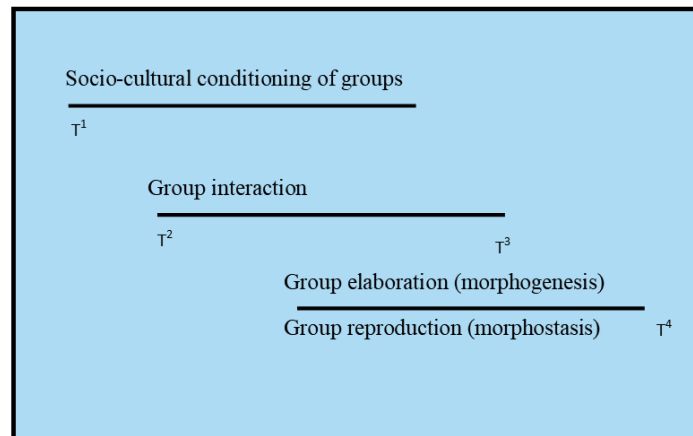 Socio-cultural conditioning of groups
T¹
Group interaction
T² T³
Group elaboration (morphogenesis)
Group reproduction (morphostasis) T⁴